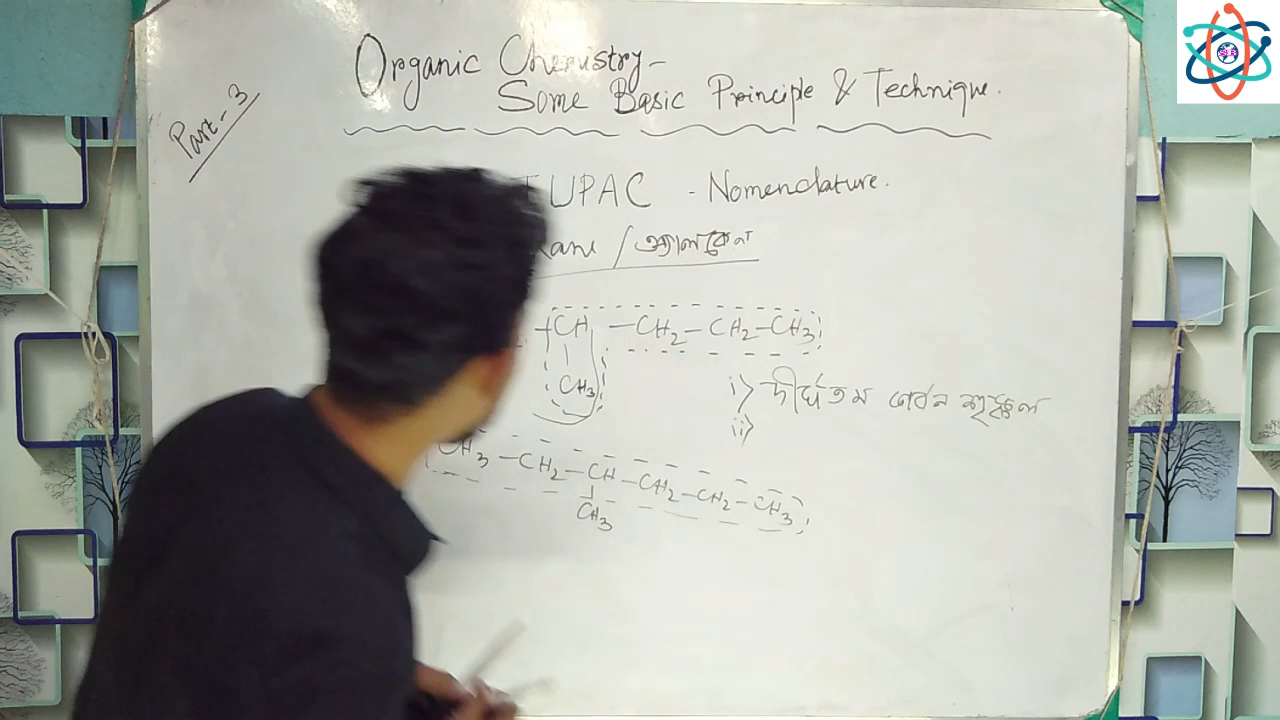 Part-3
Organic Chemistry-
Some Basic Principle & Technique.
IUPAC - Nomenclature.
kane / অ্যালকেন
CH - CH2 - CH2 - CH3
CH3
i> দীর্ঘতম কার্বন শৃঙ্খল
ii>
CH3 - CH2 - CH - CH2 - CH2 - CH3
CH3